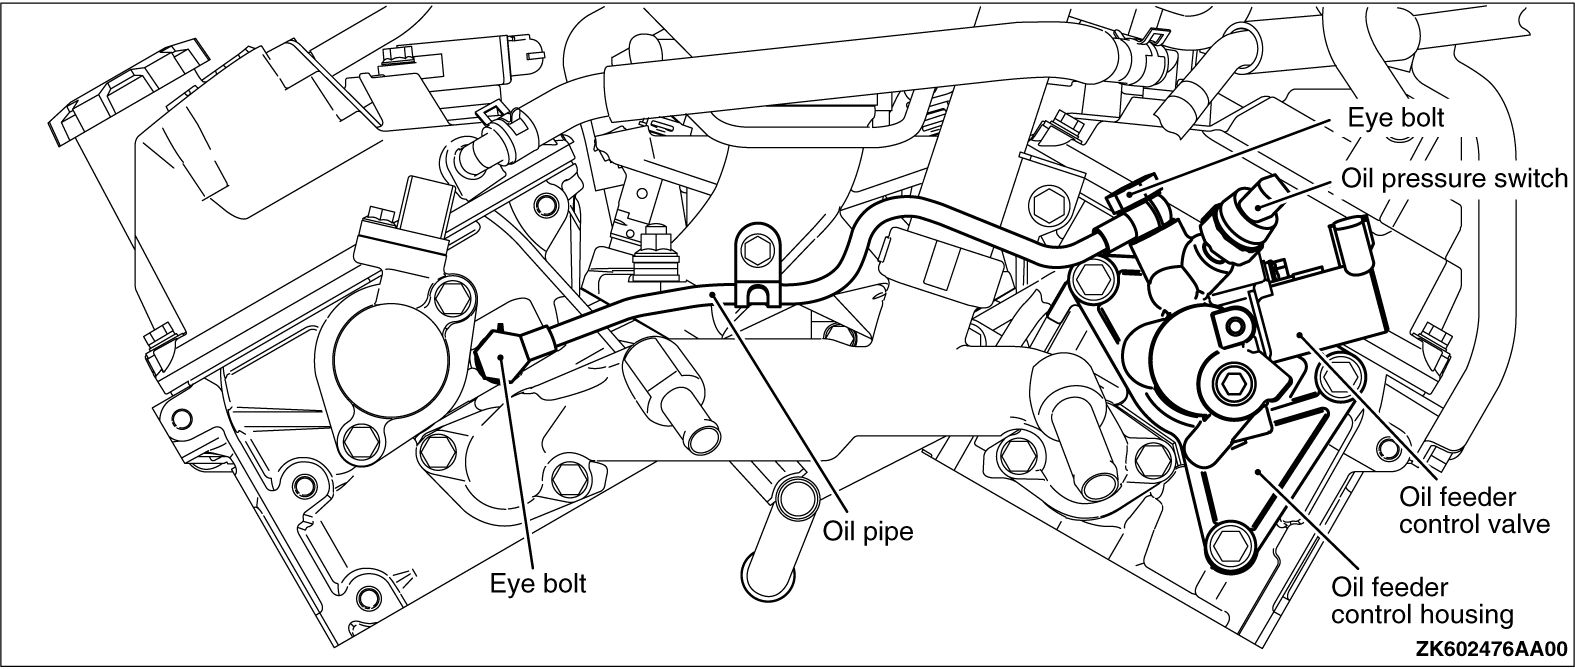 Eye bolt
Oil pressure switch
Oil feeder
control valve
Oil pipe
Eye bolt
Oil feeder
control housing
ZK602476AA00